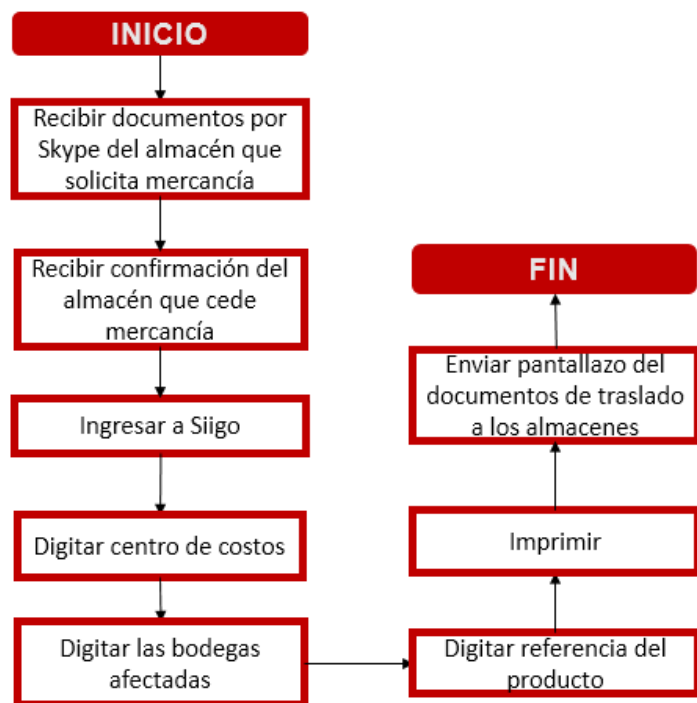 INICIO
Recibir documentos por
Skype del almacén que
solicita mercancía
Recibir confirmación del
almacén que cede
mercancía
Ingresar a Siigo
Digitar centro de costos
Digitar las bodegas
afectadas
Digitar referencia del
producto
Imprimir
Enviar pantallazo del
documentos de traslado
a los almacenes
FIN